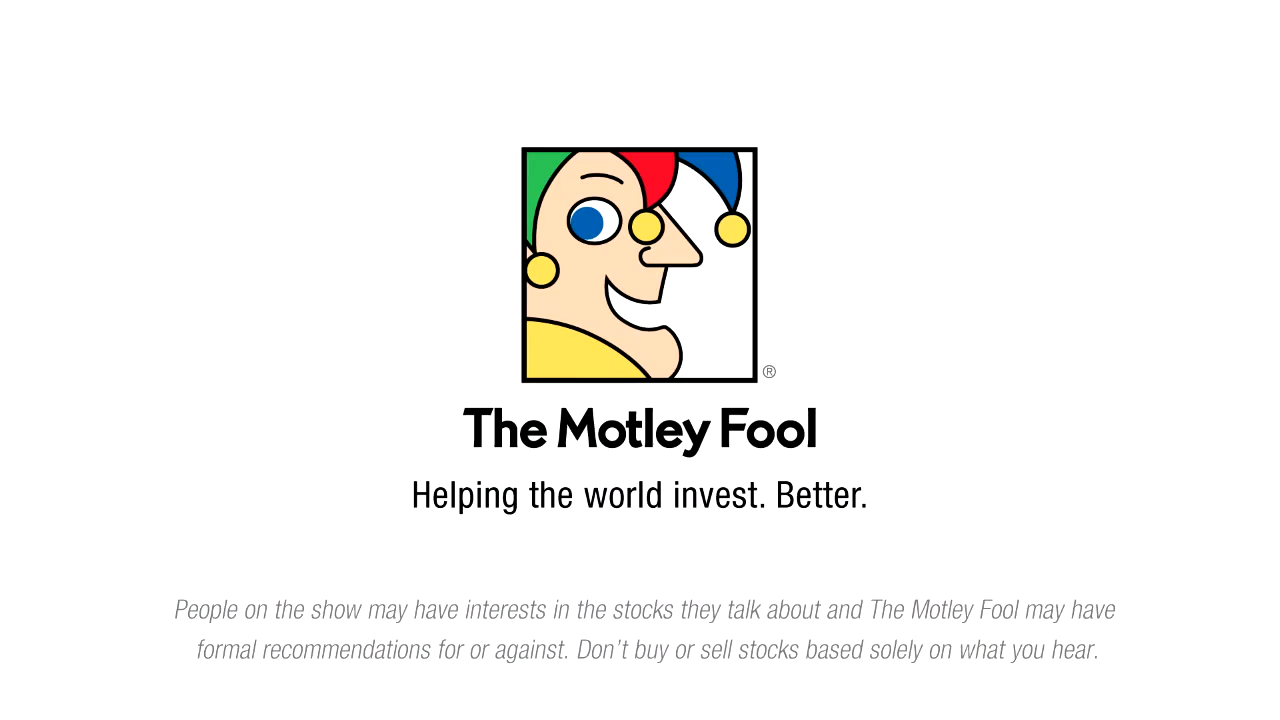 ®
The Motley Fool
Helping the world invest. Better.
People on the show may have interests in the stocks they talk about and The Motley Fool may have
formal recommendations for or against. Don’t buy or sell stocks based solely on what you hear.